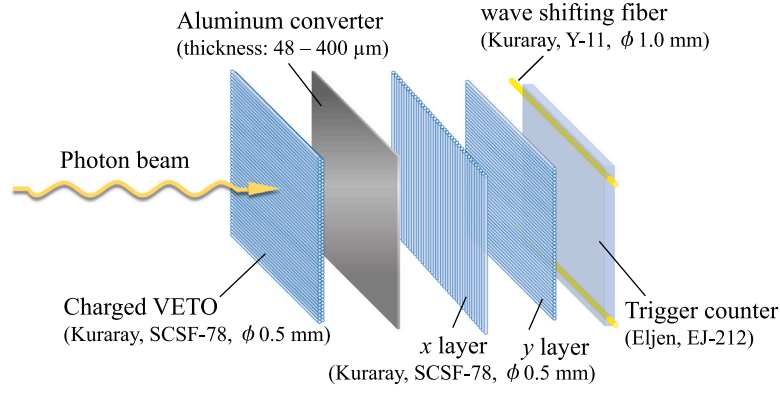 Aluminum converter
(thickness: 48 – 400 μm)
wave shifting fiber
(Kuraray, Y-11, ϕ 1.0 mm)
Photon beam
Charged VETO
(Kuraray, SCSF-78, ϕ 0.5 mm)
x layer
y layer
(Kuraray, SCSF-78, ϕ 0.5 mm)
Trigger counter
(Eljen, EJ-212)